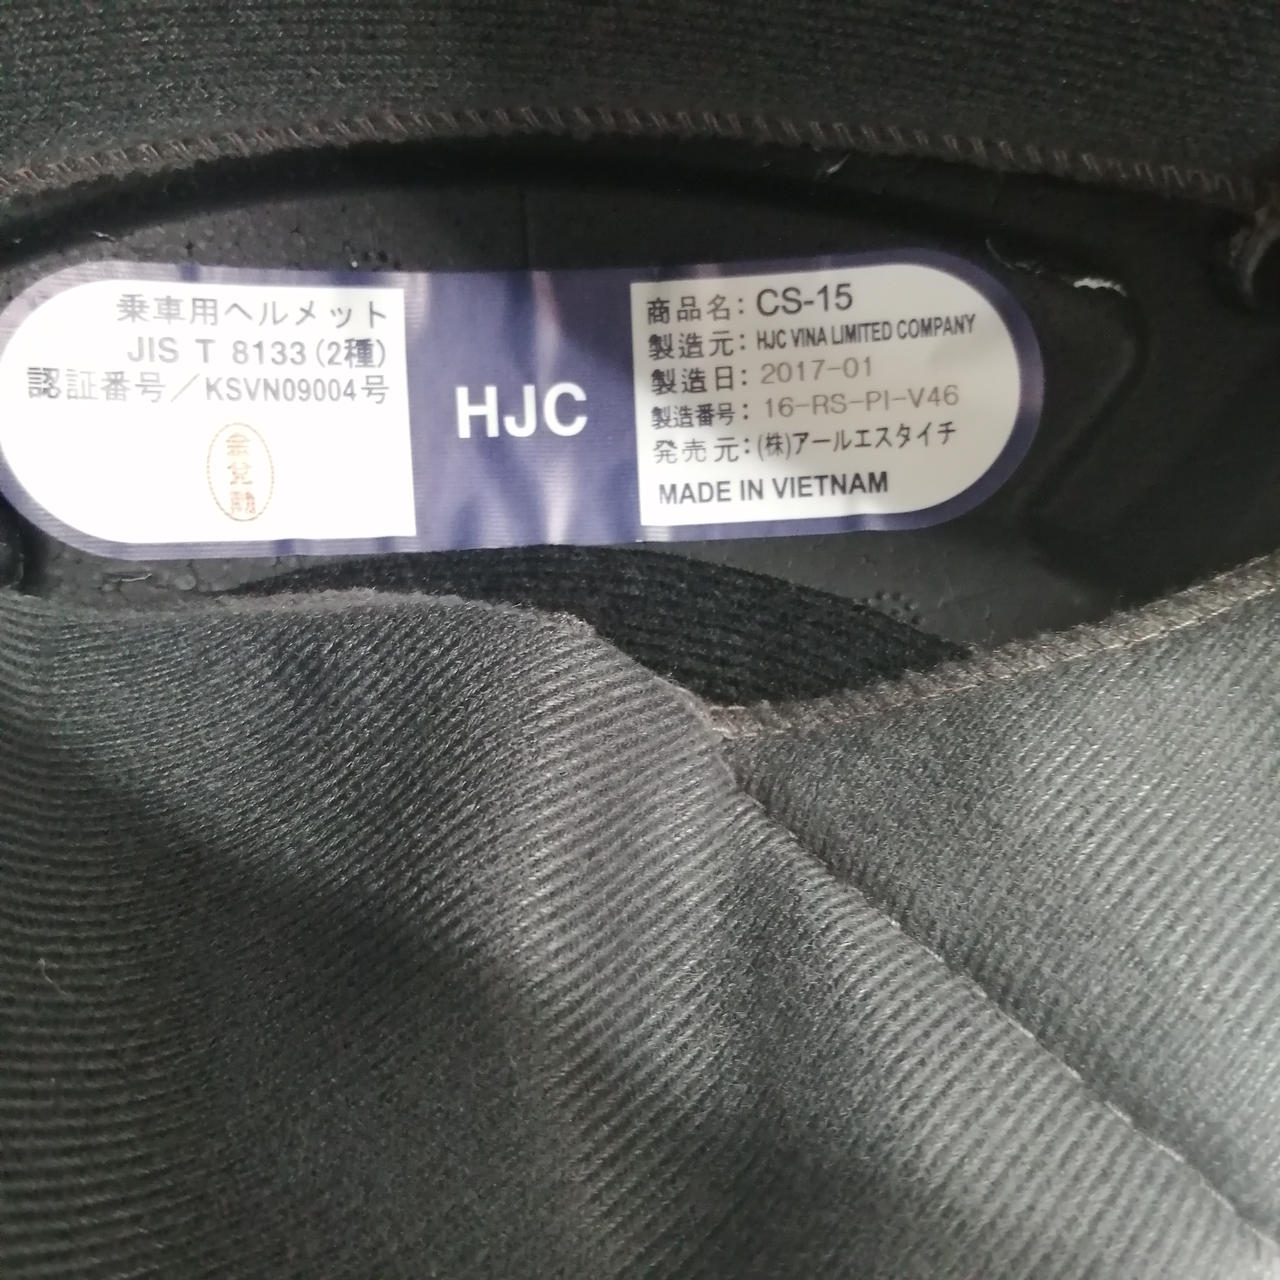 乗車用ヘルメット
JIS T 8133(2種)
認証番号/KSVN09004号
HJC
商品名: CS-15
製造元: HJC VINA LIMITED COMPANY
製造日: 2017-01
製造番号: 16-RS-PI-V46
発売元:(株)アールエスタイチ
MADE IN VIETNAM